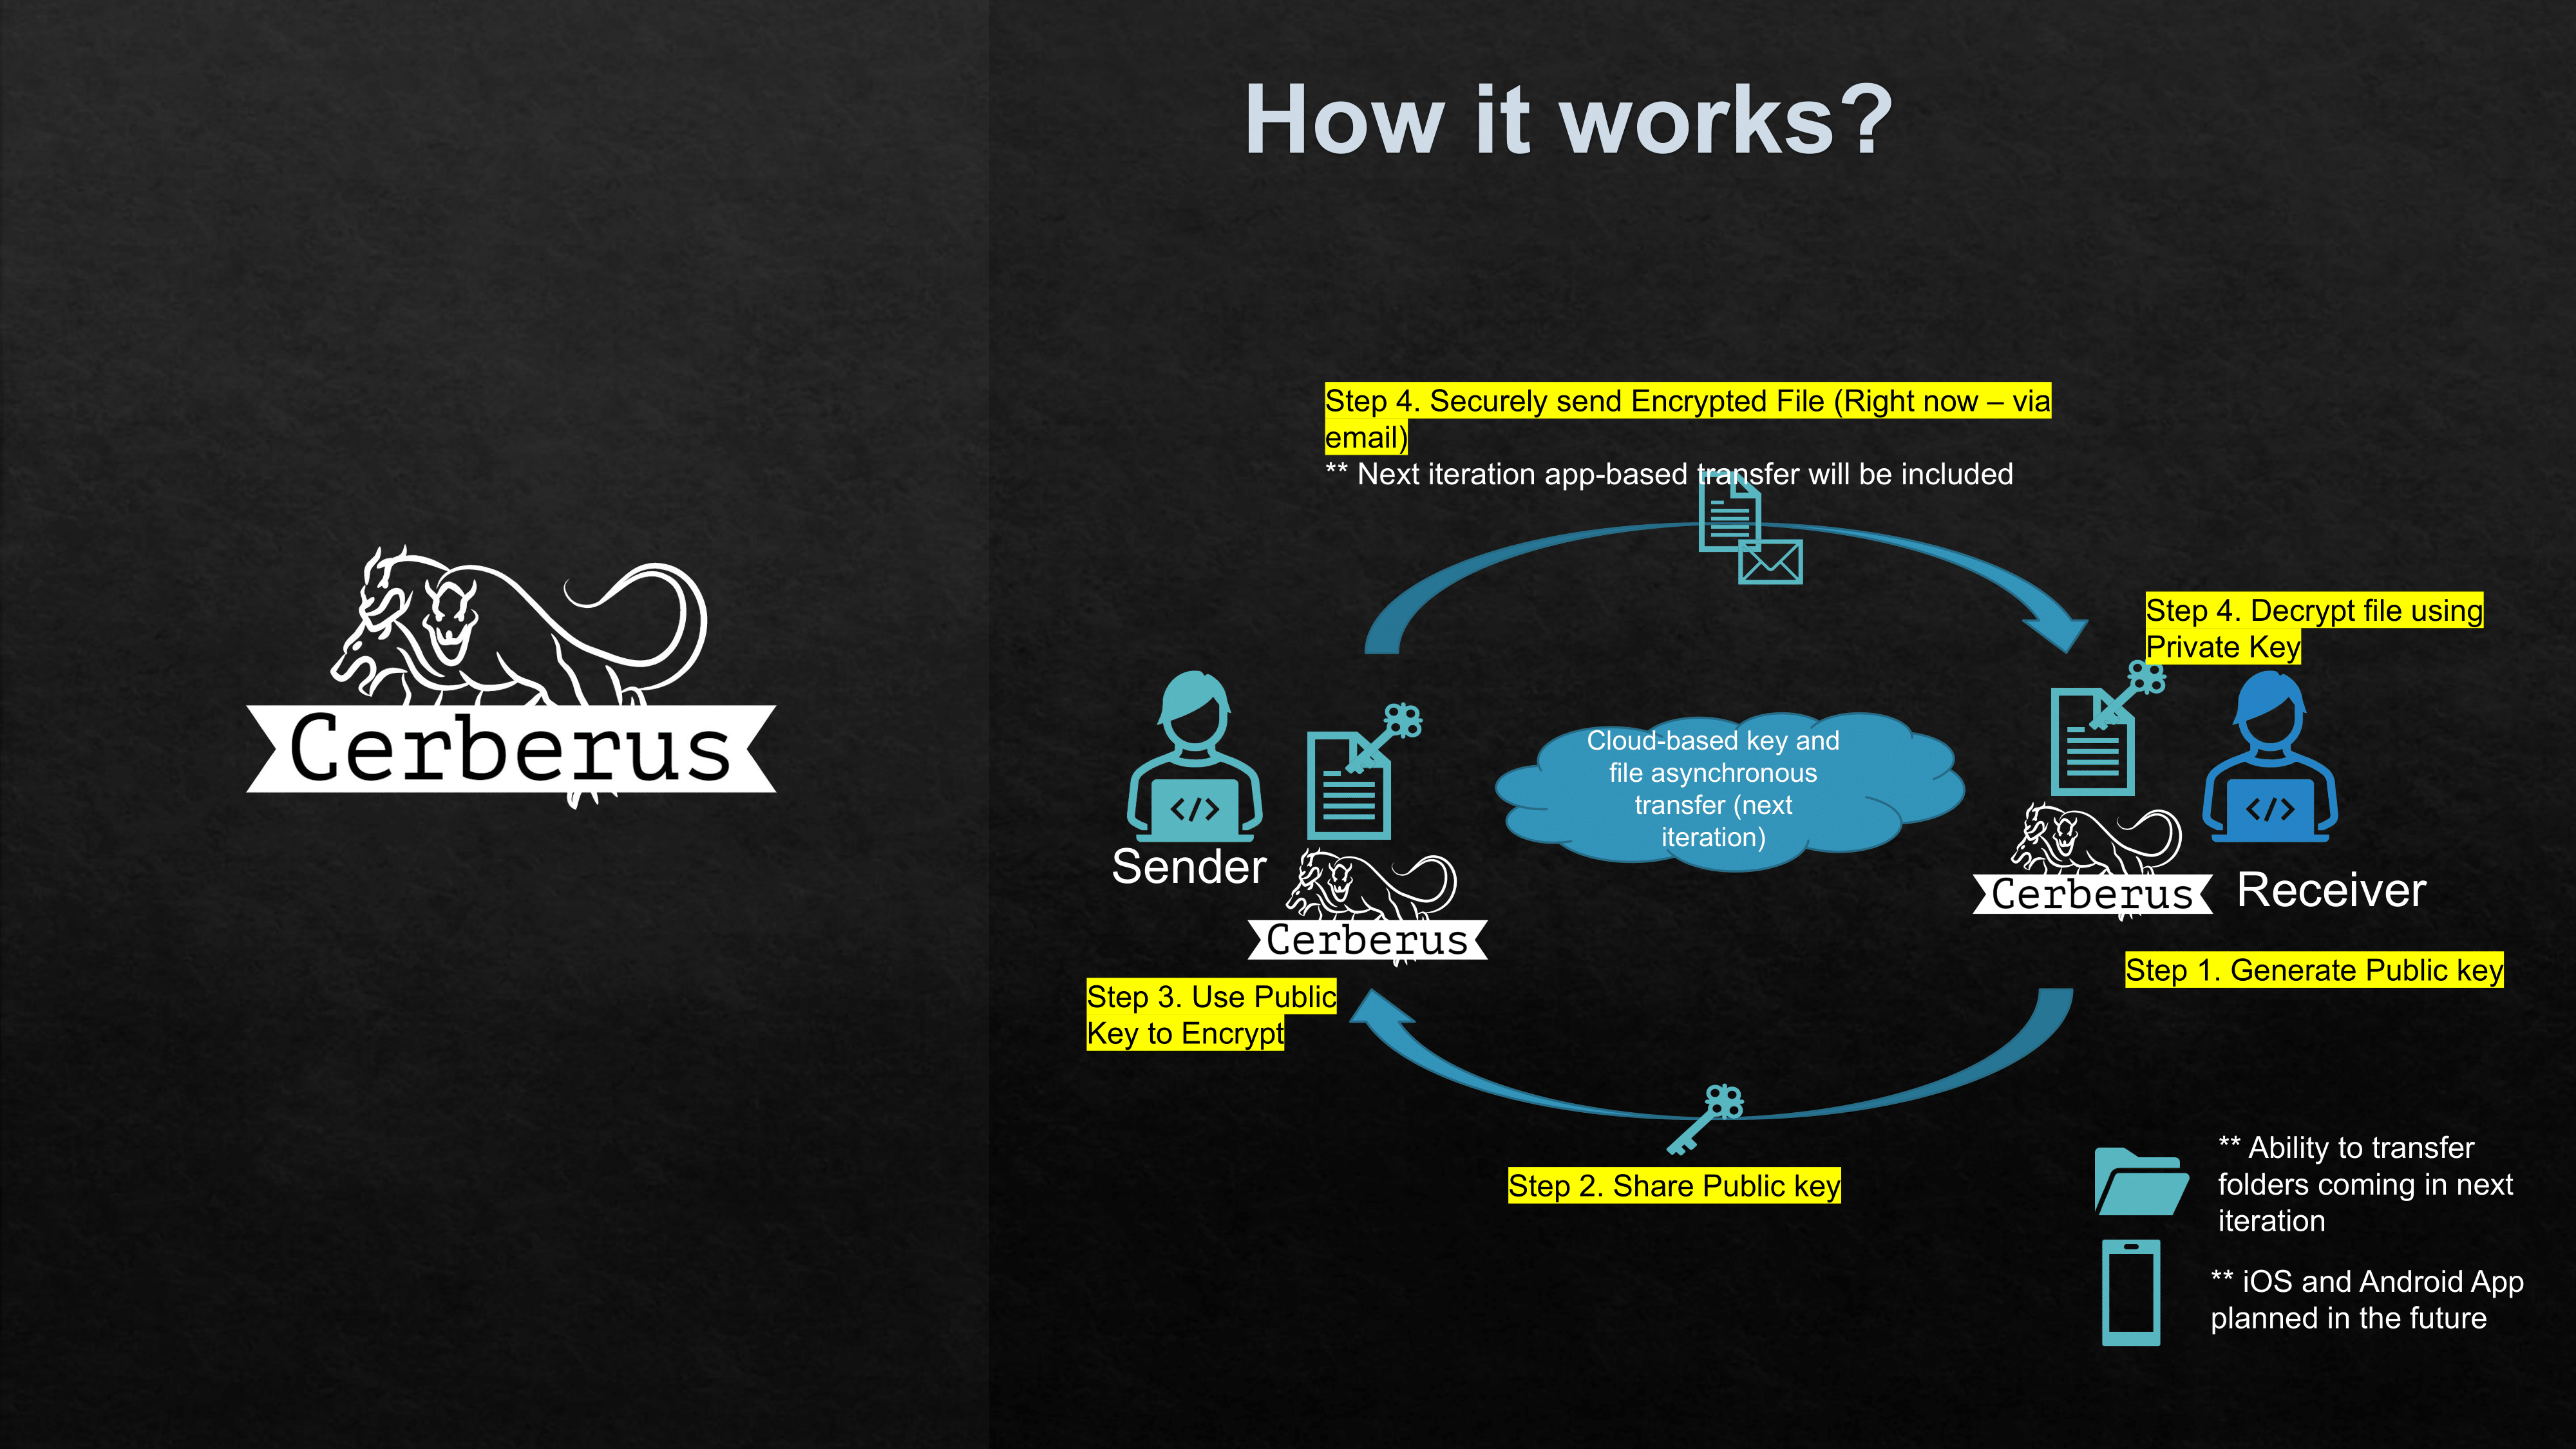 How it works?
Cerberus
Step 4. Securely send Encrypted File (Right now – via
email)
** Next iteration app-based transfer will be included
Step 4. Decrypt file using
Private Key
Cloud-based key and
file asynchronous
transfer (next
iteration)
</>
</>
Sender
Cerberus
Cerberus
Receiver
Step 1. Generate Public key
Step 3. Use Public
Key to Encrypt
Step 2. Share Public key
** Ability to transfer
folders coming in next
iteration
** iOS and Android App
planned in the future